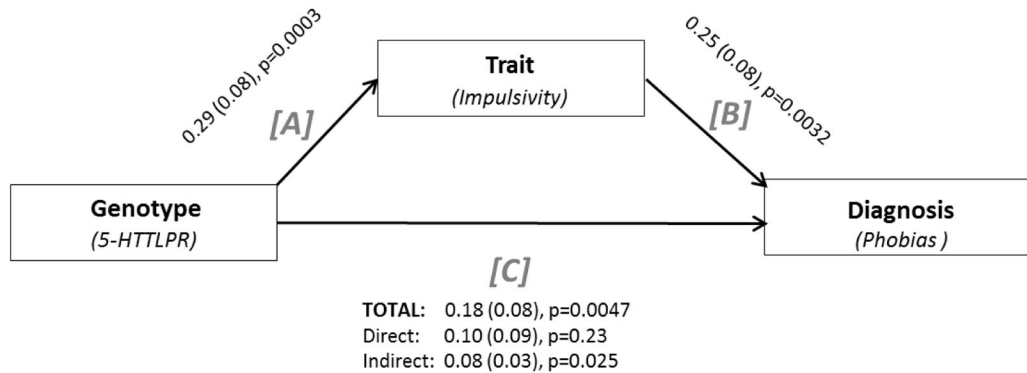 0.29 (0.08), p=0.0003
Trait
(Impulsivity)
0.25 (0.08), p=0.0032
[A]
[B]
Genotype
(5-HTTLPR)
Diagnosis
(Phobias )
[C]
TOTAL: 0.18 (0.08), p=0.0047
Direct: 0.10 (0.09), p=0.23
Indirect: 0.08 (0.03), p=0.025